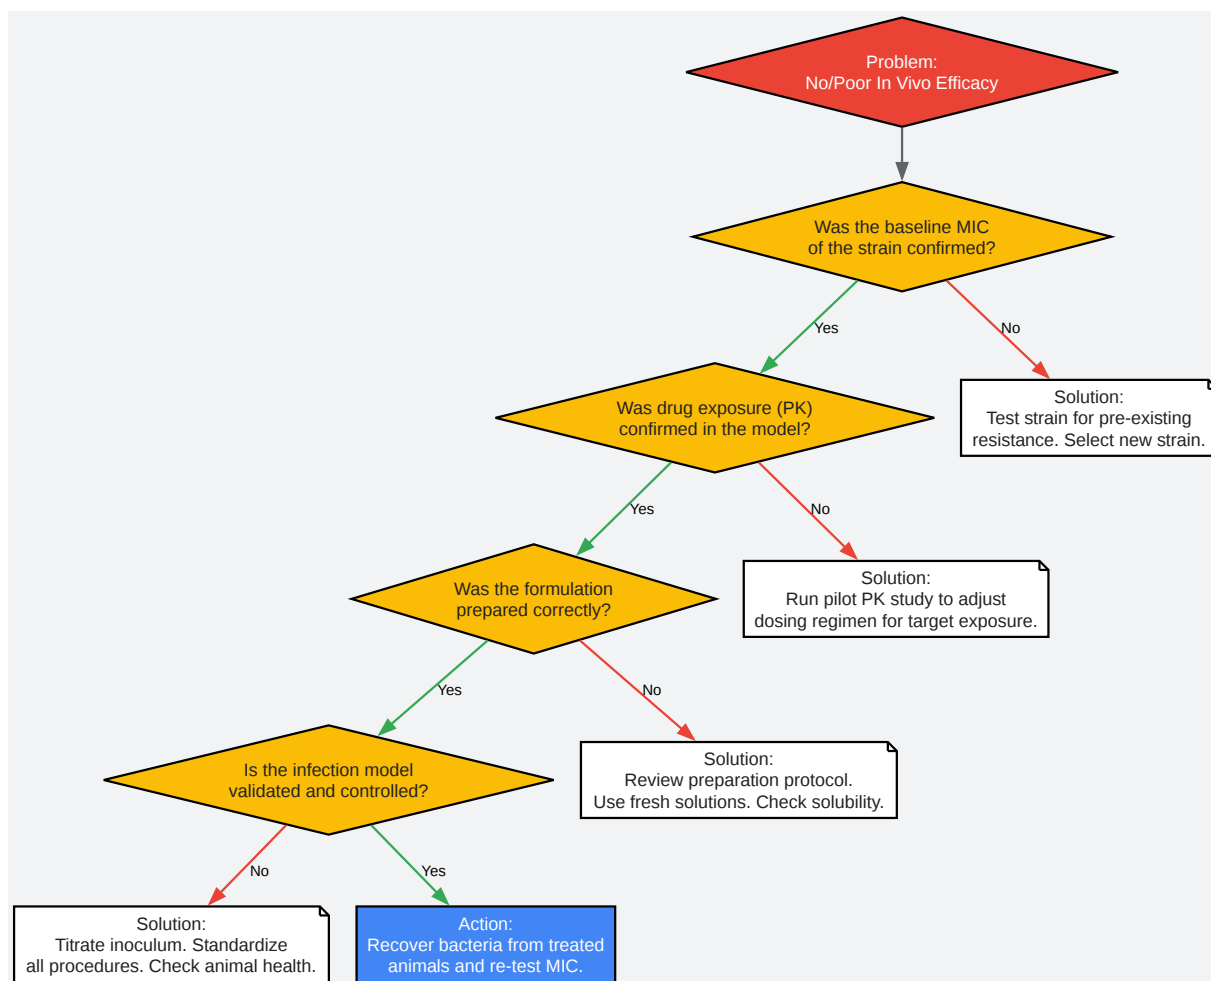 Problem:
No/Poor In Vivo Efficacy
Was the baseline MIC
of the strain confirmed?
Yes
No
Was drug exposure (PK)
confirmed in the model?
Solution:
Test strain for pre-existing
resistance. Select new strain.
Yes
No
Was the formulation
prepared correctly?
Solution:
Run pilot PK study to adjust
dosing regimen for target exposure.
Yes
No
Is the infection model
validated and controlled?
Solution:
Review preparation protocol.
Use fresh solutions. Check solubility.
No
Yes
Solution:
Titrate inoculum. Standardize
all procedures. Check animal health.
Action:
Recover bacteria from treated
animals and re-test MIC.